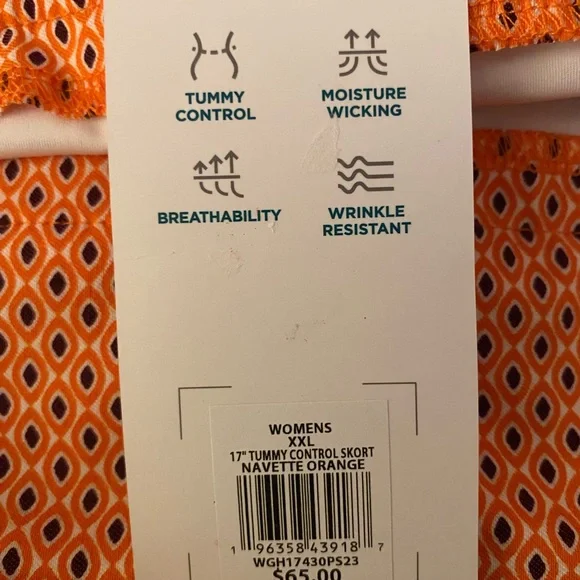 TUMMY
CONTROL
MOISTURE
WICKING
BREATHABILITY
WRINKLE
RESISTANT
WOMENS
XXL
17" TUMMY CONTROL SKORT
NAVETTE ORANGE
1 96358 43918 7
WGH17430PS23
$65.00